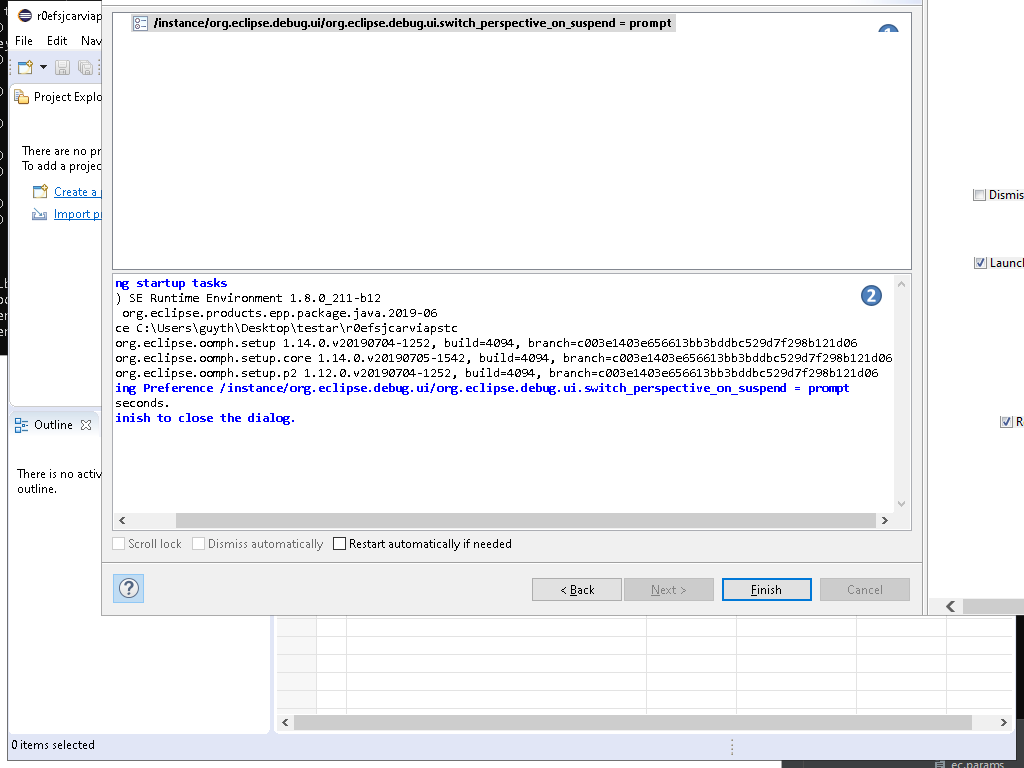 r0efsjcarviap
/instance/org.eclipse.debug.ui/org.eclipse.debug.ui.switch_perspective_on_suspend = prompt
File Edit Nav
Project Explo
There are no pr
To add a projec
Create a
Import
Dismis
Launch
ng startup tasks
) SE Runtime Environment 1.8.0_211-b12
org.eclipse.products.epp.package.java.2019-06
ce C:\Users\guyth\Desktop\testar\r0efsjcarviapstc
org.eclipse.oomph.setup 1.14.0.v20190704-1252, build=4094, branch=c003e1403e656613bb3bddbc529d7f298b121d06
org.eclipse.oomph.setup.core 1.14.0.v20190705-1542, build=4094, branch=c003e1403e656613bb3bddbc529d7f298b121d06
org.eclipse.oomph.setup.p2 1.12.0.v20190704-1252, build=4094, branch=c003e1403e656613bb3bddbc529d7f298b121d06
ing Preference /instance/org.eclipse.debug.ui/org.eclipse.debug.ui.switch_perspective_on_suspend = prompt
seconds.
inish to close the dialog.
2
Outline
R
There is no activ
outline.
Scroll lock Dismiss automatically Restart automatically if needed
? < Back Next > Finish Cancel
0 items selected
ec.params